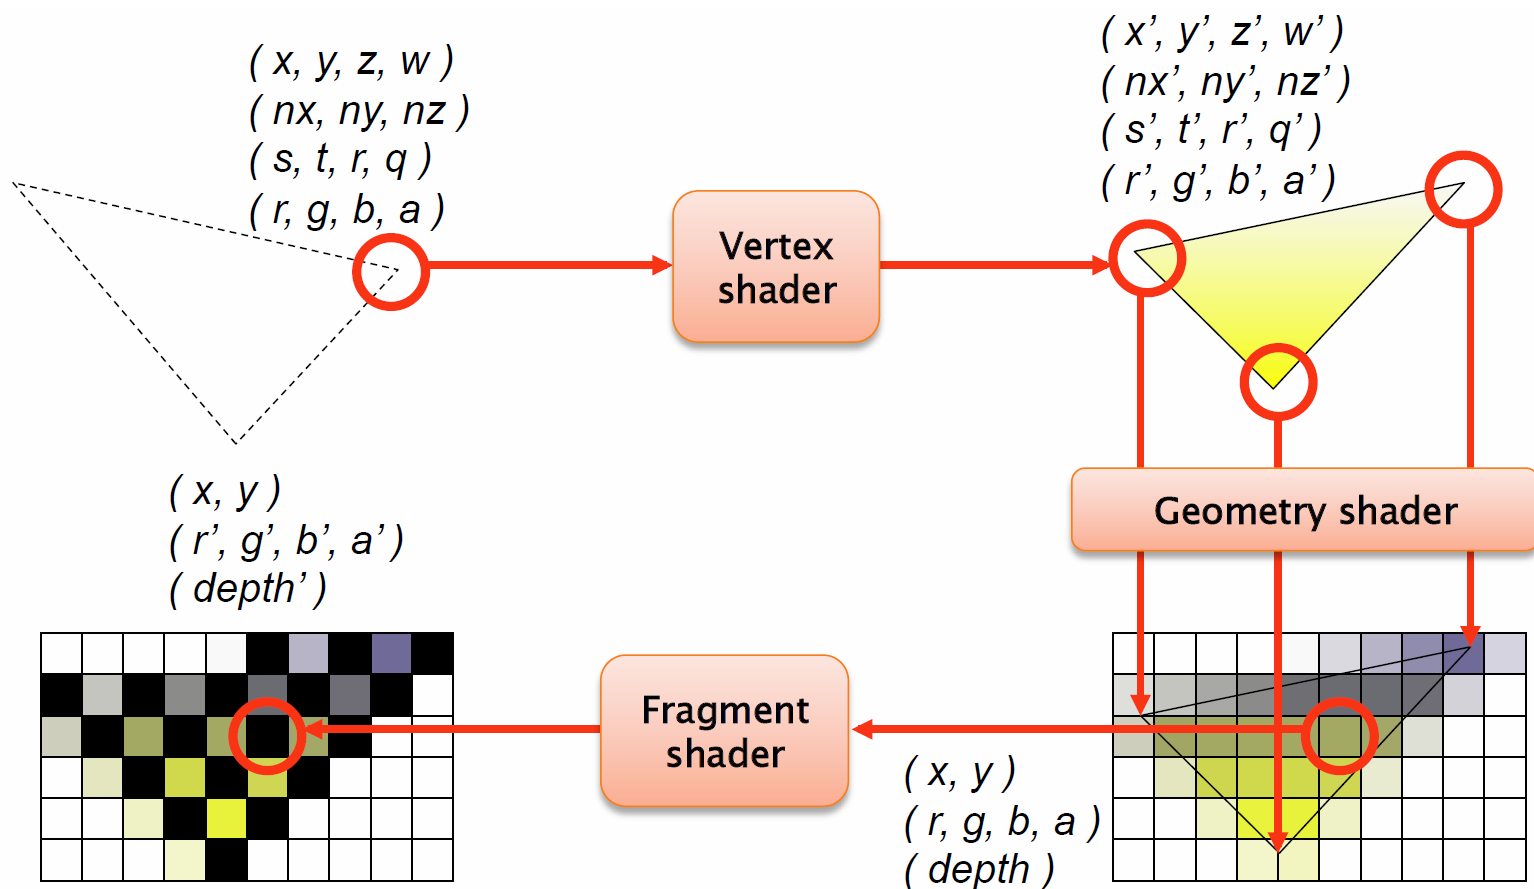 ( x, y, z, w )
( nx, ny, nz )
( s, t, r, q )
( r, g, b, a )
Vertex
shader
( x’, y’, z’, w’ )
( nx’, ny’, nz’ )
( s’, t’, r’, q’ )
( r’, g’, b’, a’ )
Geometry shader
( x, y )
( r, g, b, a )
( depth )
Fragment
shader
( x, y )
( r’, g’, b’, a’ )
( depth’ )